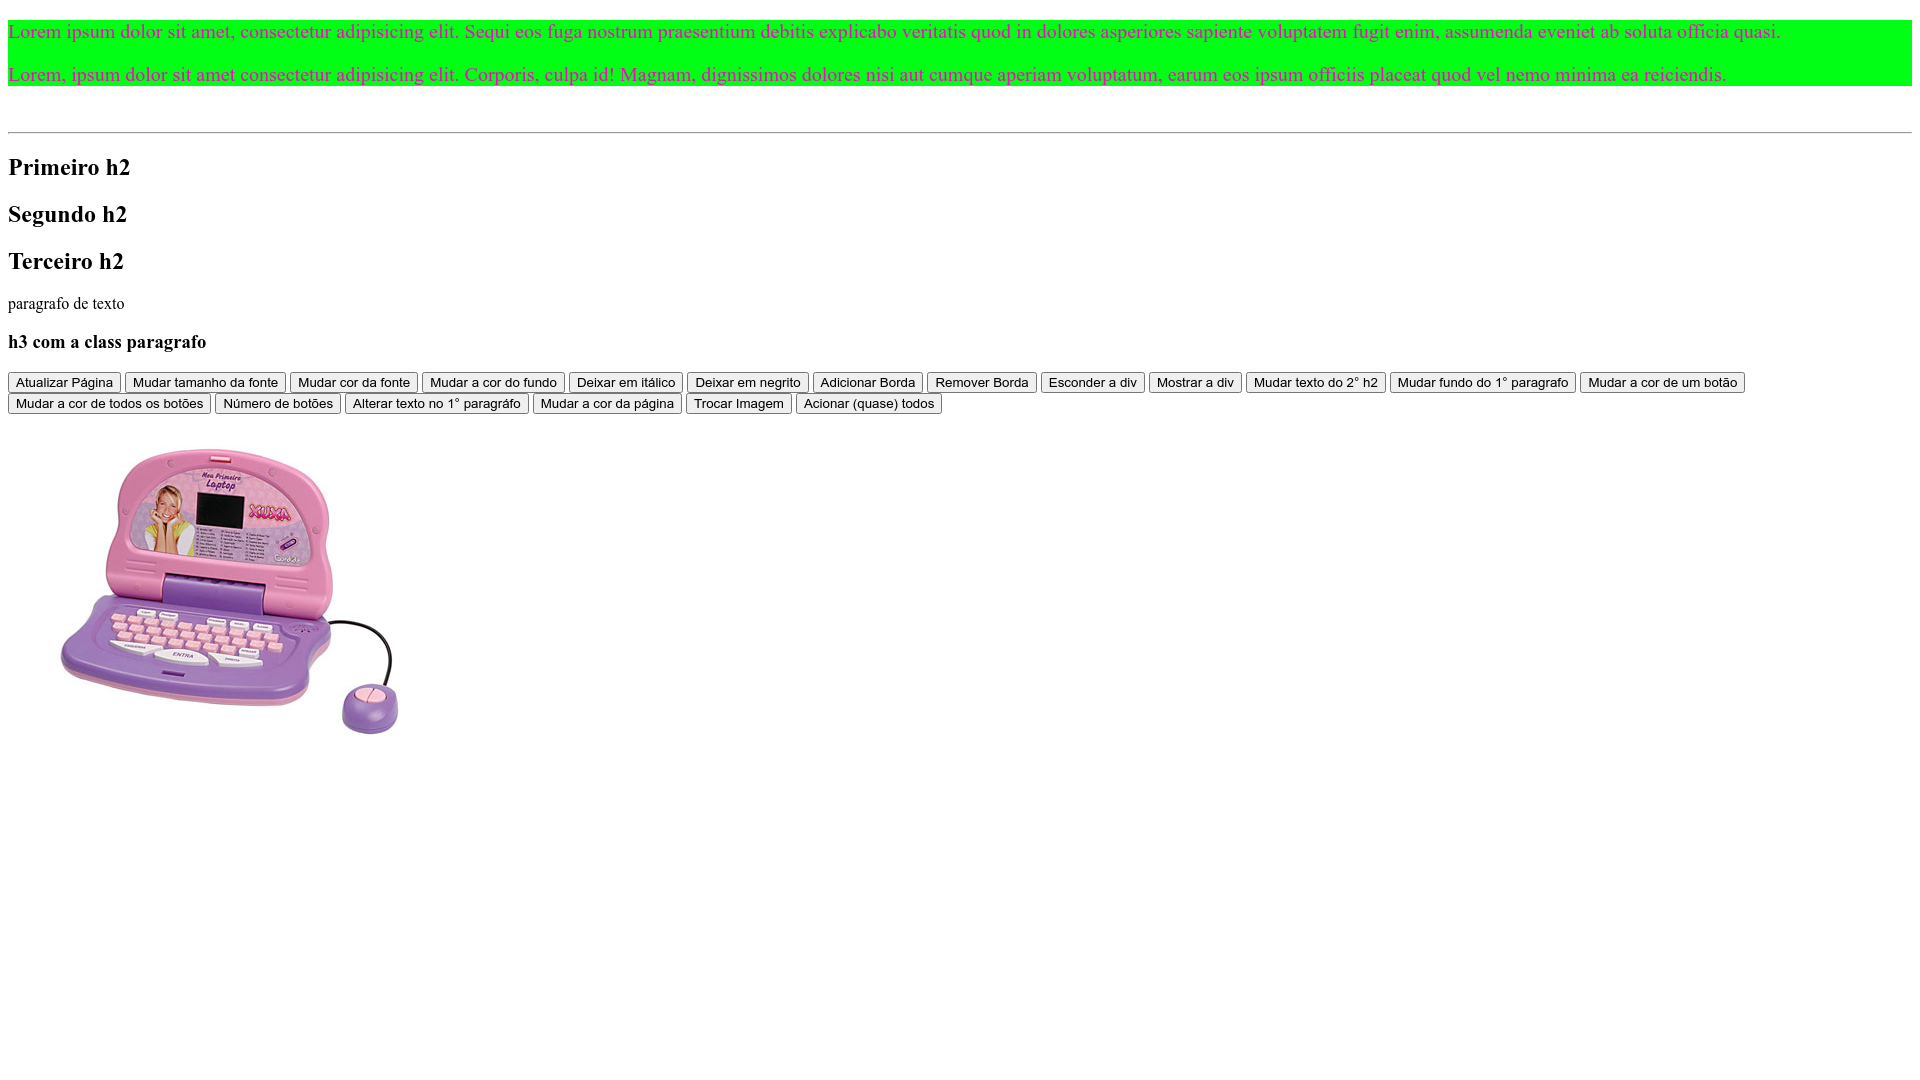 Lorem ipsum dolor sit amet, consectetur adipisicing elit. Sequi eos fuga nostrum praesentium debitis explicabo veritatis quod in dolores asperiores sapiente voluptatem fugit enim, assumenda eveniet ab soluta officia quasi.
Lorem, ipsum dolor sit amet consectetur adipisicing elit. Corporis, culpa id! Magnam, dignissimos dolores nisi aut cumque aperiam voluptatum, earum eos ipsum officiis placeat quod vel nemo minima ea reiciendis.
Primeiro h2
Segundo h2
Terceiro h2
paragrafo de texto
h3 com a class paragrafo
Atualizar Página Mudar tamanho da fonte Mudar cor da fonte Mudar a cor do fundo Deixar em itálico Deixar em negrito Adicionar Borda Remover Borda Esconder a div Mostrar a div Mudar texto do 2° h2 Mudar fundo do 1° paragrafo Mudar a cor de um botão
Mudar a cor de todos os botões Número de botões Alterar texto no 1° paragráfo Mudar a cor da página Trocar Imagem Acionar (quase) todos
Meu Primeiro
Laptop
XUXA
Candide
ENTRA